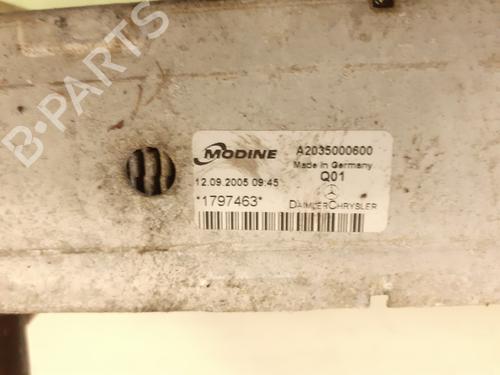 MODINE
A2035000600
Made in Germany
Q01
12.09.2005 09:45
*1797463*
DAIMLERCHRYSLER
B-PARTS